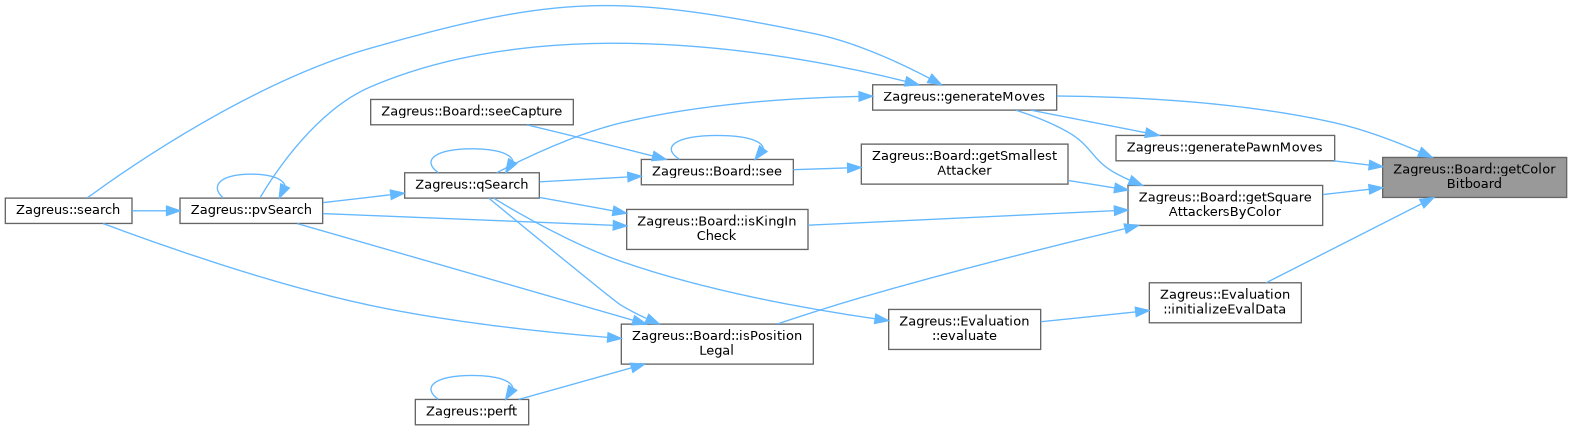 Zagreus::generateMoves
Zagreus::Board::seeCapture
Zagreus::generatePawnMoves
Zagreus::Board::getSmallest
Attacker
Zagreus::Board::see
Zagreus::Board::getColor
Bitboard
Zagreus::qSearch
Zagreus::Board::getSquare
AttackersByColor
Zagreus::search
Zagreus::pvSearch
Zagreus::Board::isKingIn
Check
Zagreus::Evaluation
::initializeEvalData
Zagreus::Evaluation
::evaluate
Zagreus::Board::isPosition
Legal
Zagreus::perft